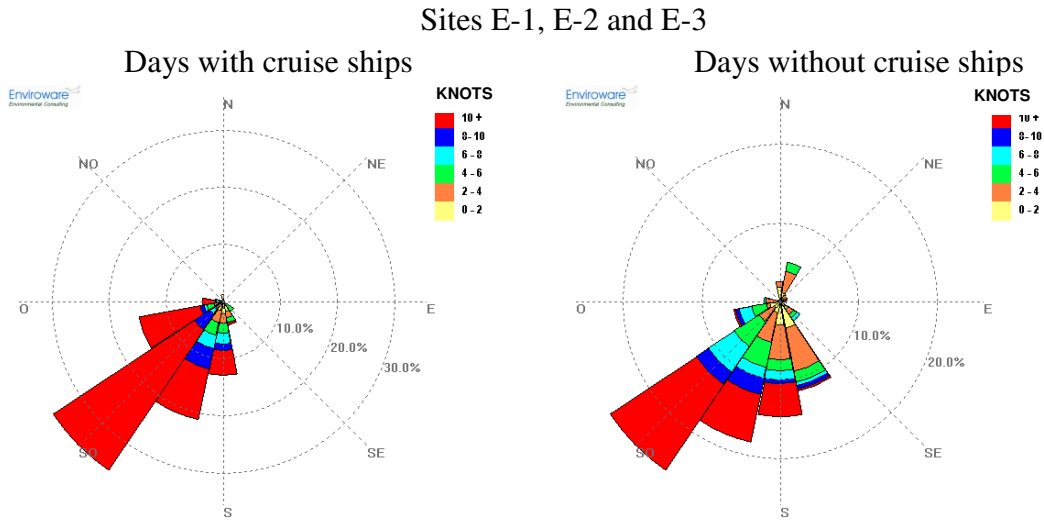 Sites E-1, E-2 and E-3
Days with cruise ships
Days without cruise ships
Enviroware
Environmental Consulting
KNOTS
10 +
8-10
6-8
4-6
2-4
0-2
N
NO
NE
O
E
10.0%
20.0%
30.0%
SO
SE
S
Enviroware
Environmental Consulting
KNOTS
10 +
8-10
6-8
4-6
2-4
0-2
N
NO
NE
O
E
10.0%
20.0%
SO
SE
S